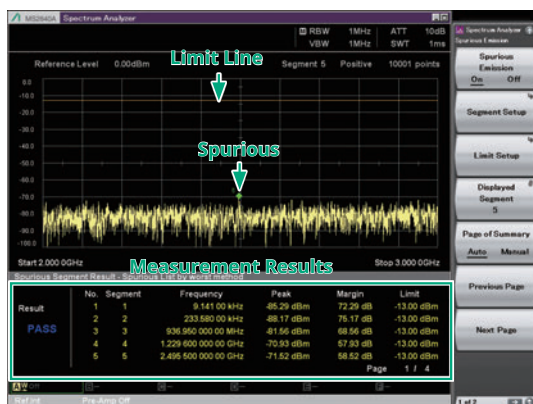 MS2840A Spectrum Analyzer
RBW 1MHz ATT 10dB
VBW 1MHz SWT 1ms
Reference Level 0.00dBm Segment 5 Positive 10001 points
Limit Line
0.0
-10.0
-20.0
-30.0
-40.0
-50.0
Spurious
-60.0
-70.0
-80.0
-90.0
-100.0
Start 2.000 0GHz Stop 3.000 0GHz
Measurement Results
Spurious Segment Result - Spurious List by worst method
No. Segment Frequency Peak Margin Limit
Result
PASS
1 1 9.141 00 kHz -85.29 dBm 72.29 dB -13.00 dBm
2 2 233.580 00 kHz -88.17 dBm 75.17 dB -13.00 dBm
3 3 936.950 000 00 MHz -81.56 dBm 68.56 dB -13.00 dBm
4 4 1.229 600 000 00 GHz -70.93 dBm 57.93 dB -13.00 dBm
5 5 2.495 500 000 00 GHz -71.52 dBm 58.52 dB -13.00 dBm
Page 1 / 4
Off
Ref.Int Pre-Amp Off
Spectrum Analyzer
Spurious Emission
Spurious
Emission
On Off
Segment Setup
Limit Setup
Displayed
Segment
5
Page of Summary
Auto Manual
Previous Page
Next Page
1 of 2